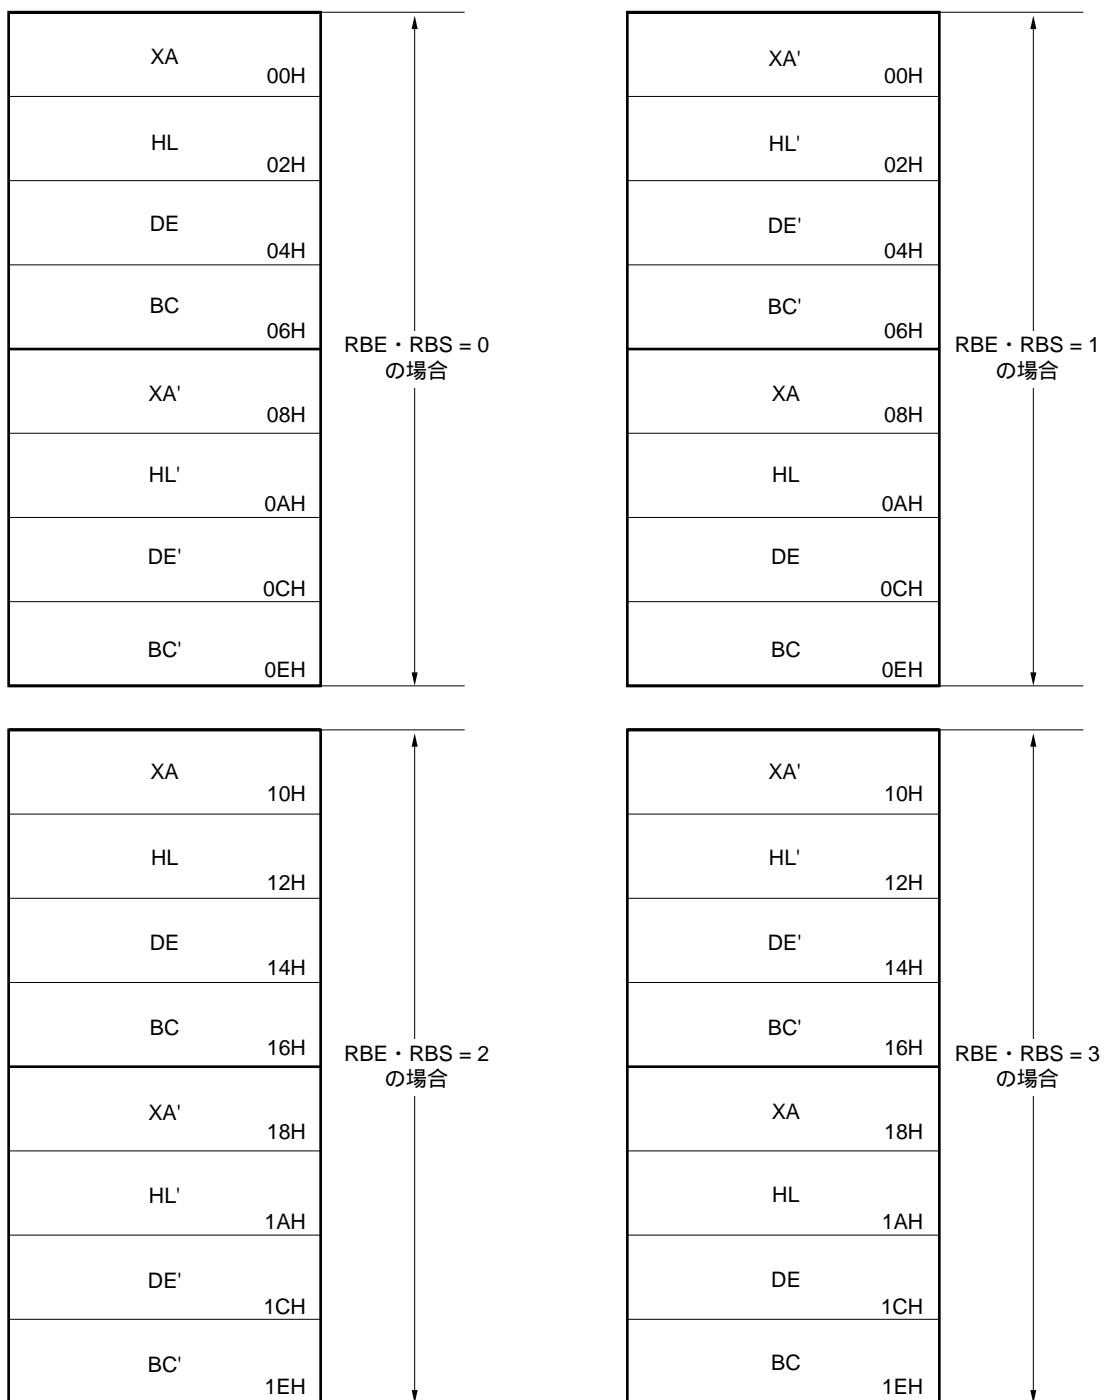 XA
00H
HL
02H
DE
04H
BC
06H
XA'
08H
HL'
0AH
DE'
0CH
BC'
0EH
RBE・RBS = 0
の場合
XA'
00H
HL'
02H
DE'
04H
BC'
06H
XA
08H
HL
0AH
DE
0CH
BC
0EH
RBE・RBS = 1
の場合
XA
10H
HL
12H
DE
14H
BC
16H
XA'
18H
HL'
1AH
DE'
1CH
BC'
1EH
RBE・RBS = 2
の場合
XA'
10H
HL'
12H
DE'
14H
BC'
16H
XA
18H
HL
1AH
DE
1CH
BC
1EH
RBE・RBS = 3
の場合